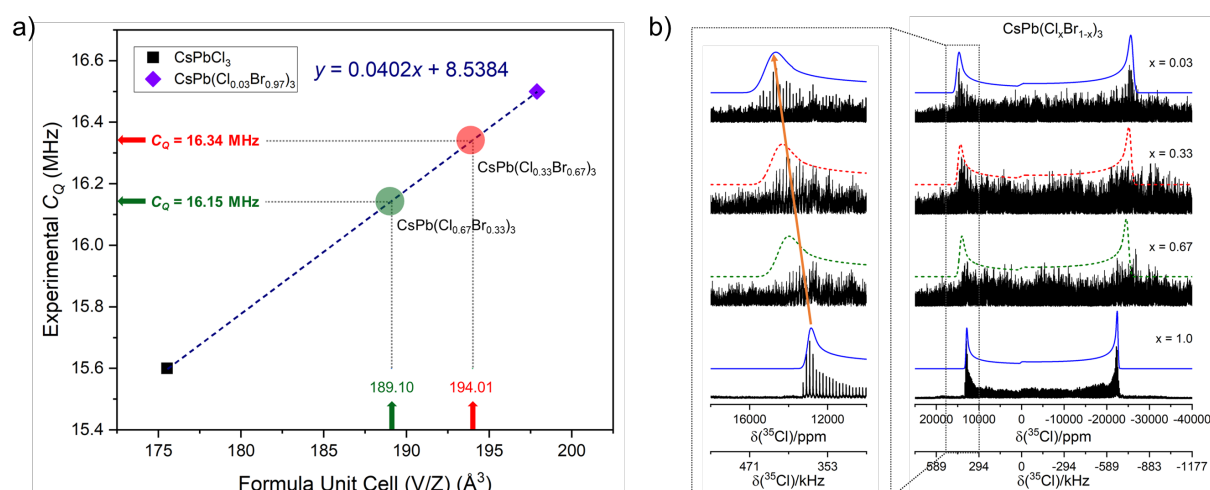 a)
CsPbCl3
CsPb(Cl0.03Br0.97)3
y = 0.0402x + 8.5384
Experimental CQ (MHz)
16.6
16.4
16.2
16.0
15.8
15.6
15.4
CQ = 16.34 MHz
CQ = 16.15 MHz
CsPb(Cl0.33Br0.67)3
CsPb(Cl0.67Br0.33)3
189.10
194.01
175
180
185
190
195
200
Formula Unit Cell (V/Z) (Å3)
b)
CsPb(ClxBr1-x)3
x = 0.03
x = 0.33
x = 0.67
x = 1.0
16000
12000
δ(35Cl)/ppm
471
353
δ(35Cl)/kHz
20000
10000
0
-10000
-20000
-30000
-40000
δ(35Cl)/ppm
589
294
0
-294
-589
-883
-1177
δ(35Cl)/kHz